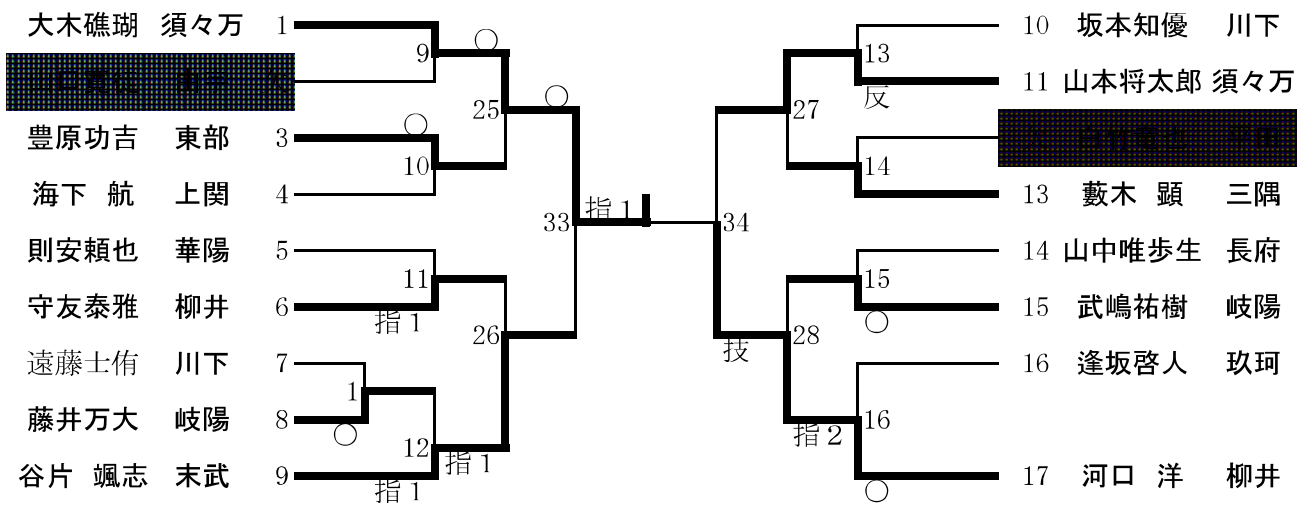 大木礁瑚 須々万 1
豊原功吉 東部 3
海下 航 上関 4
則安頼也 華陽 5
守友泰雅 柳井 6
遠藤士侑 川下 7
藤井万大 岐陽 8
谷片 颯志 末武 9
9
○
25
○
○
10
33
指1
11
指1
26
1
○
12
指1
指1
34
技
27
13
反
14
15
○
28
指2
16
○
10 坂本知優 川下
11 山本将太郎 須々万
13 藪木 顕 三隅
14 山中唯歩生 長府
15 武嶋祐樹 岐陽
16 逢坂啓人 玖珂
17 河口 洋 柳井